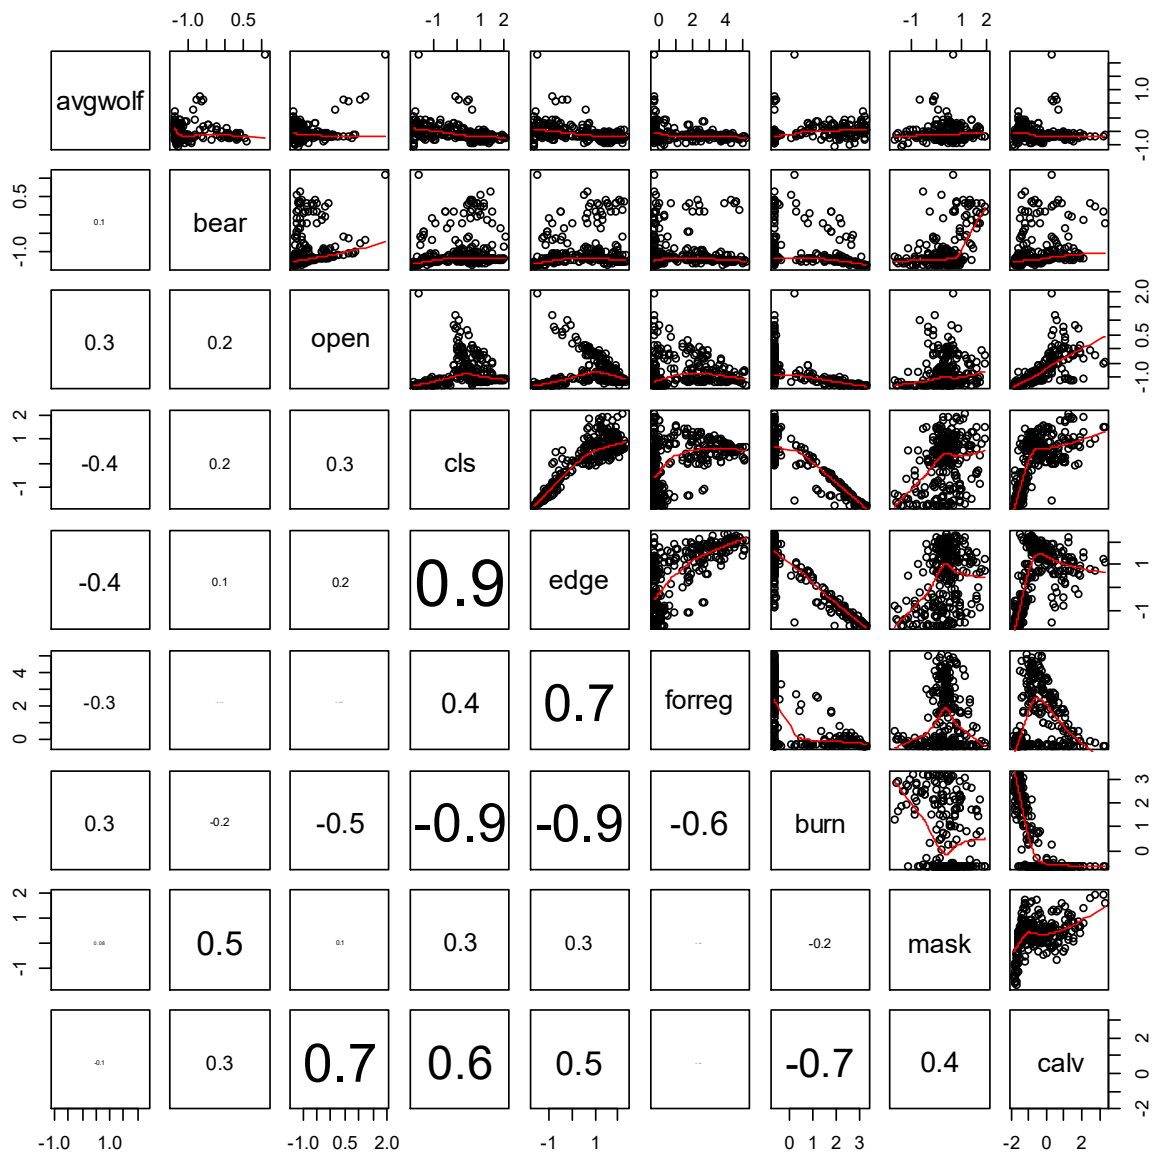 -1.0 0.5 -1 1 2 0 2 4 -1 1 2
avgwolf 1.0 -1.0
0.5 -1.0 0.1 bear
0.3 0.2 open 2.0 0.5 -1.0
2 1 -1 -0.4 0.2 0.3 cls
-0.4 0.1 0.2 0.9 edge 1 -1
4 2 0 -0.3 0.4 0.7 forreg
0.3 -0.2 -0.5 -0.9 -0.9 -0.6 burn 3 2 1 0
2 1 -1 0.08 0.5 0.1 0.3 0.3 -0.2 mask
-0.1 0.3 0.7 0.6 0.5 -0.7 0.4 calv 2 0 -2
-1.0 1.0 -1.0 0.5 2.0 -1 1 0 1 2 3 -2 0 2